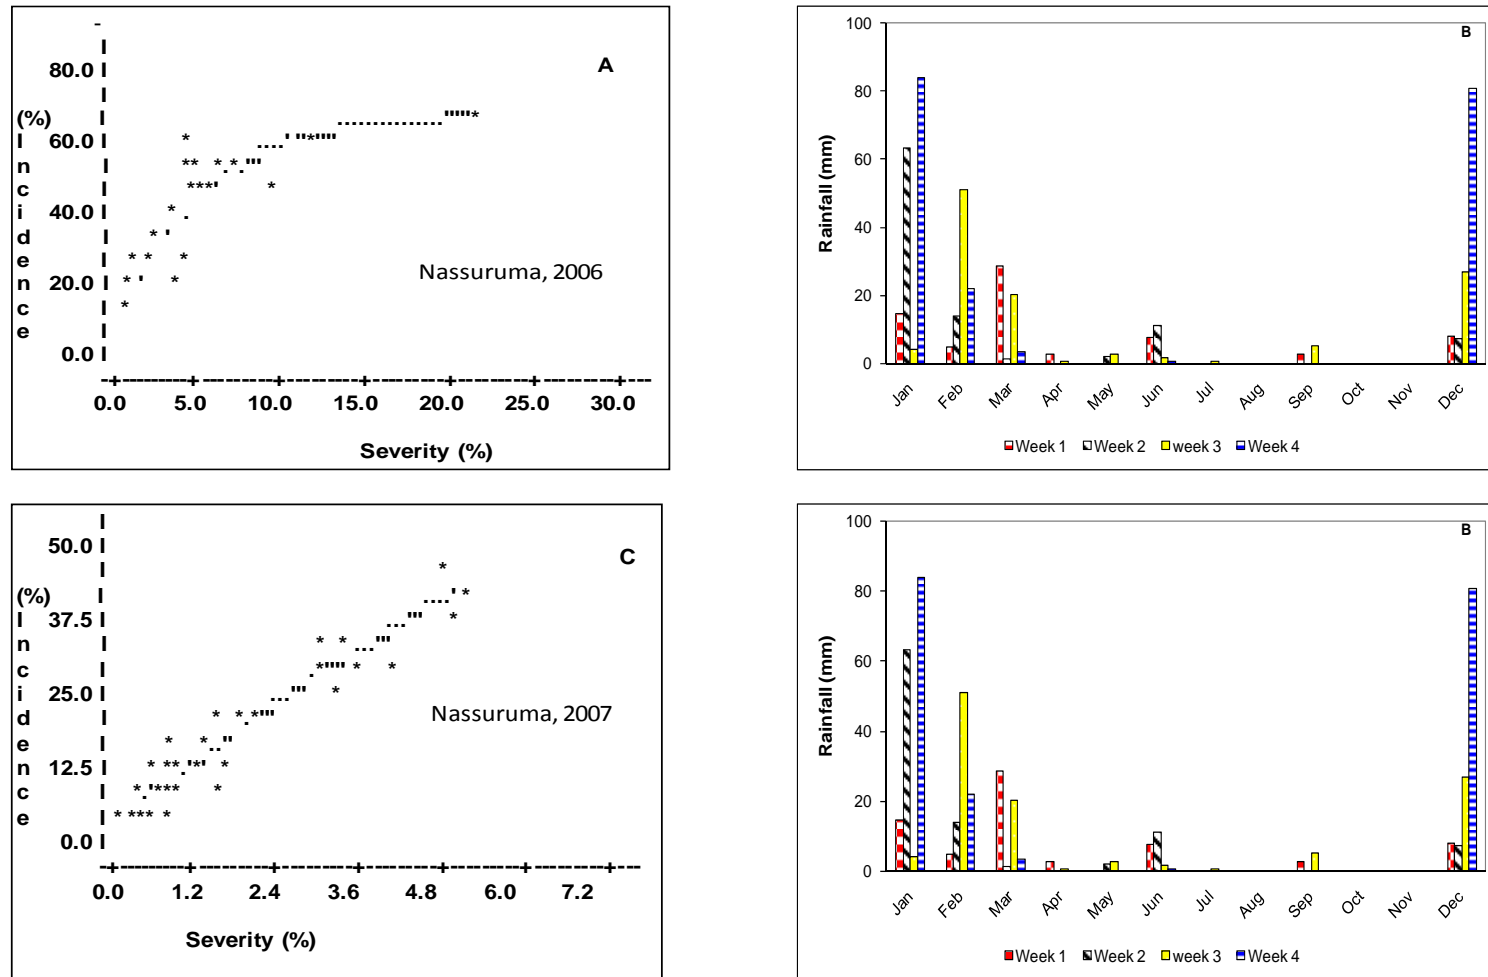 A
80.0
(%)
60.0
40.0
20.0
0.0
Incidence
Nassuruma, 2006
0.0 5.0 10.0 15.0 20.0 25.0 30.0
Severity (%)
B
100
80
60
40
20
0
Rainfall (mm)
Jan Feb Mar Apr May Jun Jul Aug Sep Oct Nov Dec
Week 1 Week 2 week 3 Week 4
C
50.0
(%)
37.5
25.0
12.5
0.0
Incidence
Nassuruma, 2007
0.0 1.2 2.4 3.6 4.8 6.0 7.2
Severity (%)
B
100
80
60
40
20
0
Rainfall (mm)
Jan Feb Mar Apr May Jun Jul Aug Sep Oct Nov Dec
Week 1 Week 2 week 3 Week 4